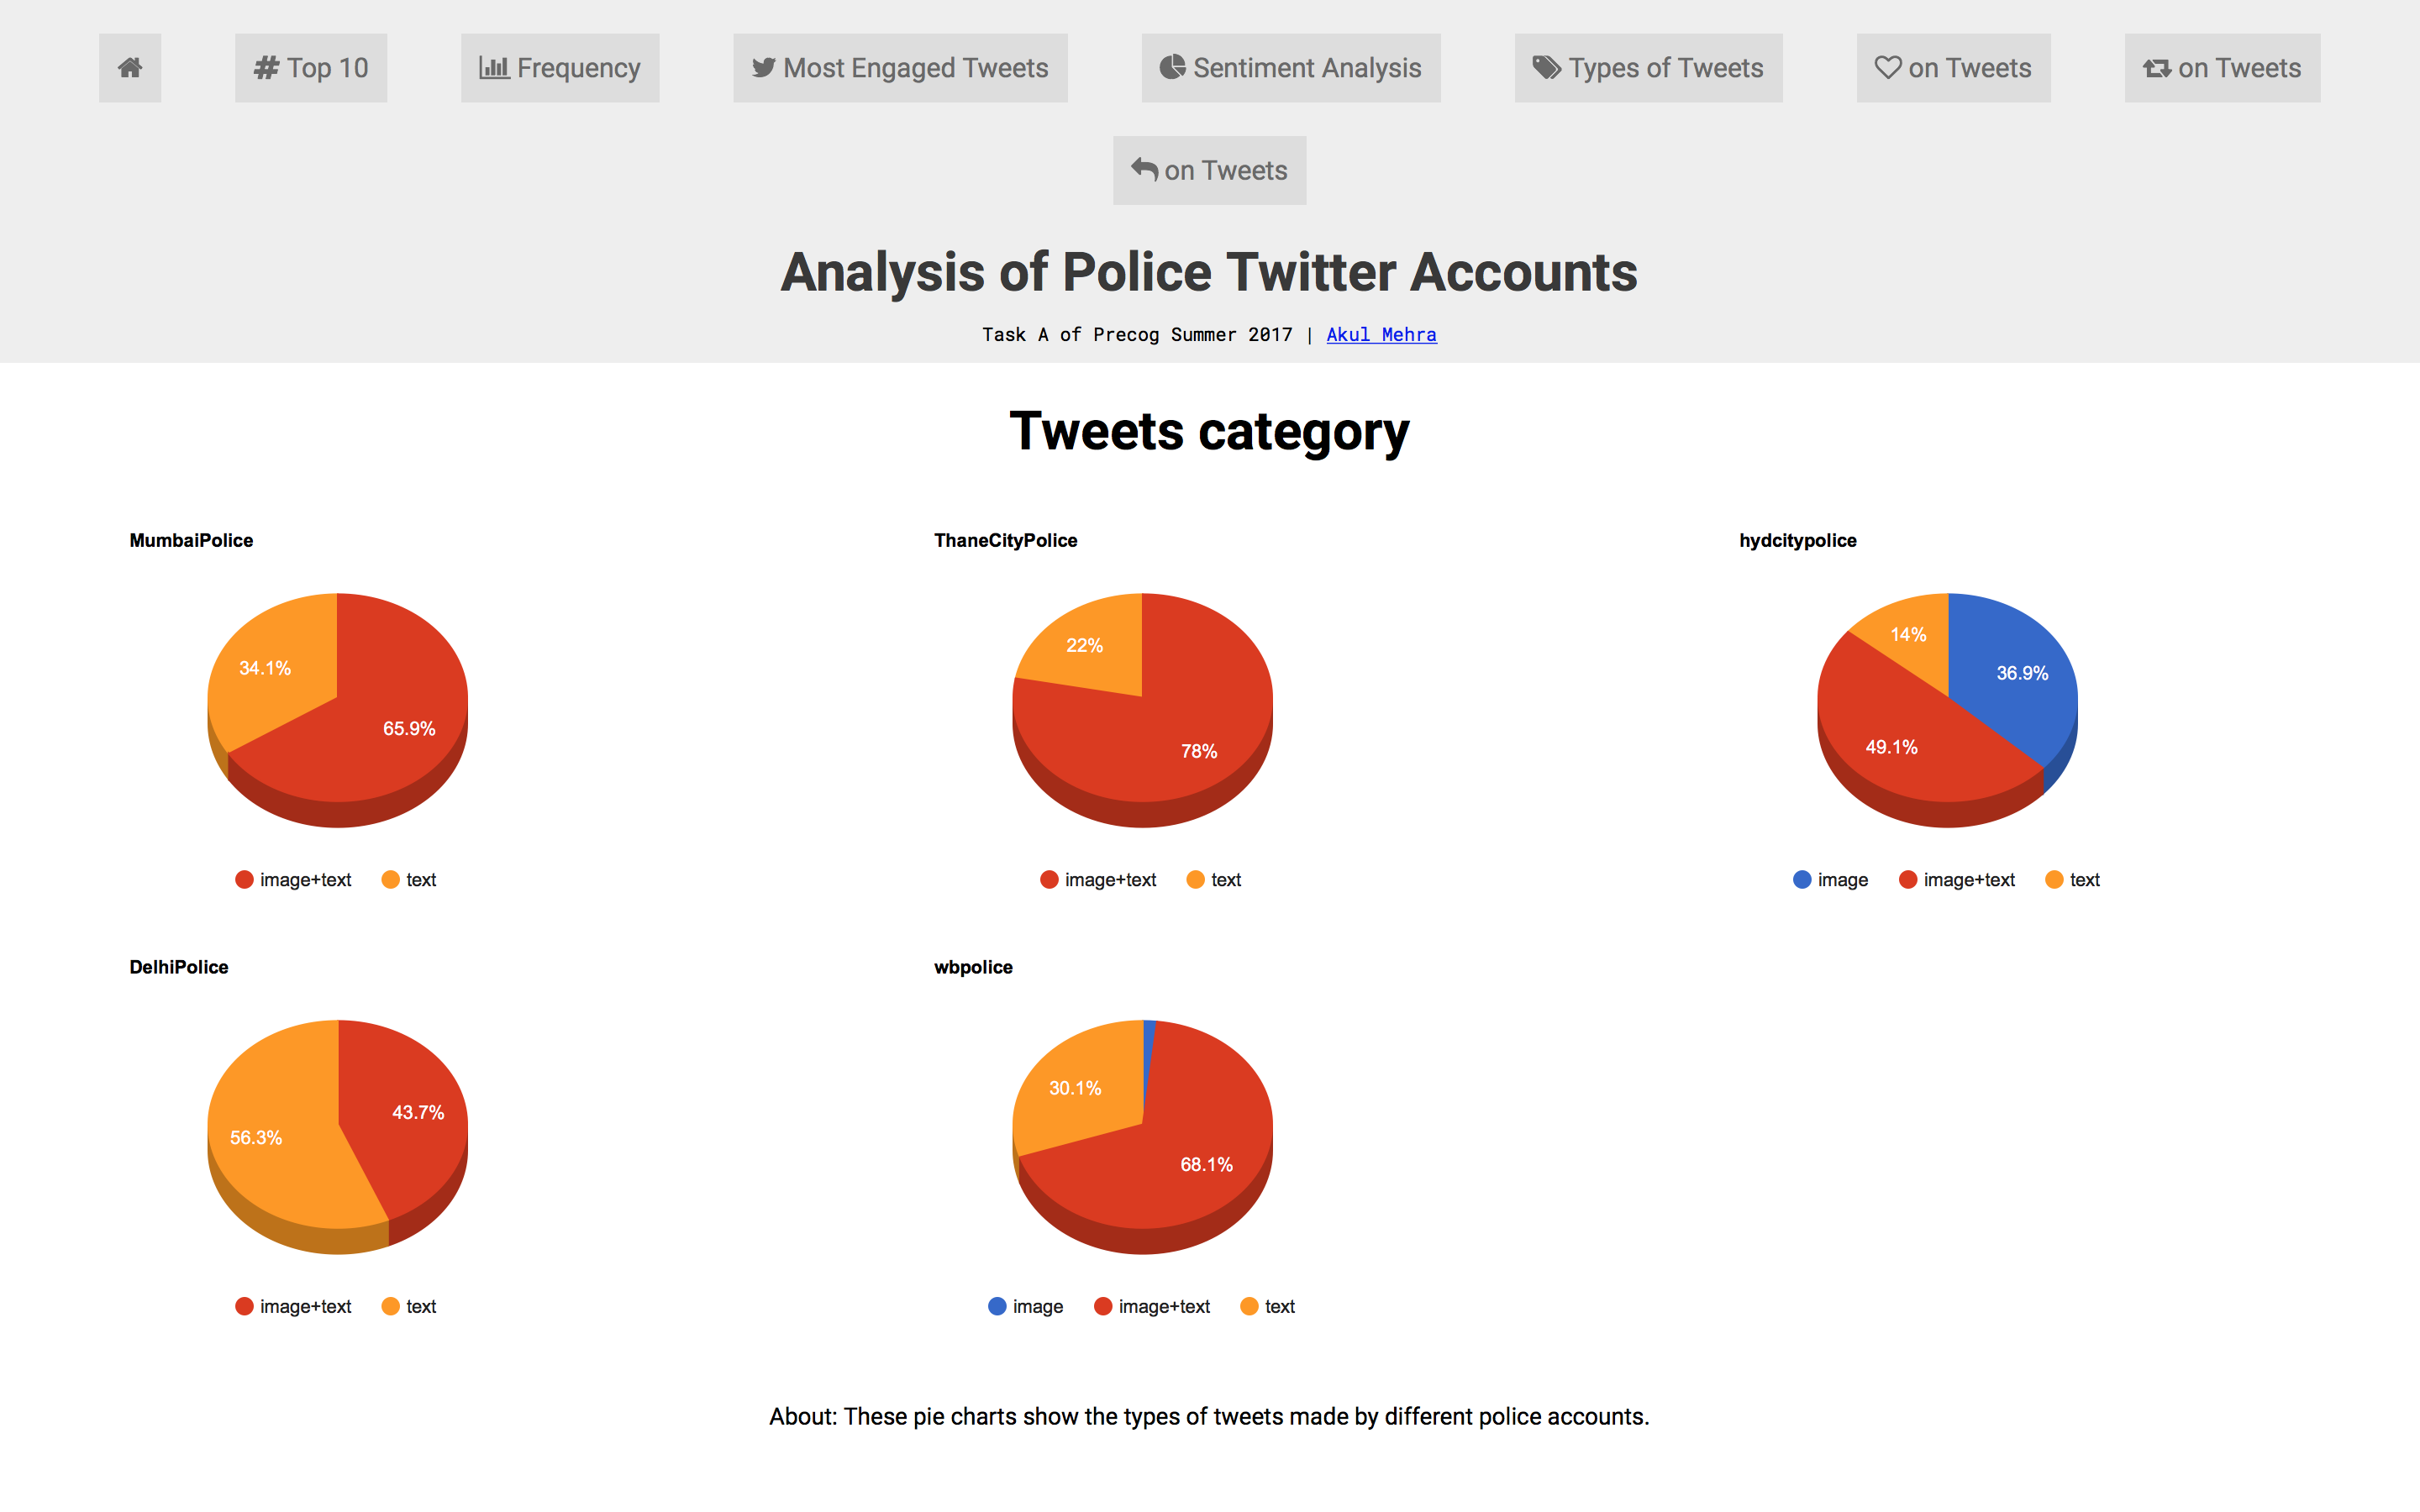 Top 10 Frequency Most Engaged Tweets Sentiment Analysis Types of Tweets on Tweets on Tweets
on Tweets
Analysis of Police Twitter Accounts
Task A of Precog Summer 2017 | Akul Mehra
Tweets category
MumbaiPolice
34.1%
65.9%
image+text text
ThaneCityPolice
22%
78%
image+text text
hydcitypolice
14%
36.9%
49.1%
image image+text text
DelhiPolice
43.7%
56.3%
image+text text
wbpolice
30.1%
68.1%
image image+text text
About: These pie charts show the types of tweets made by different police accounts.